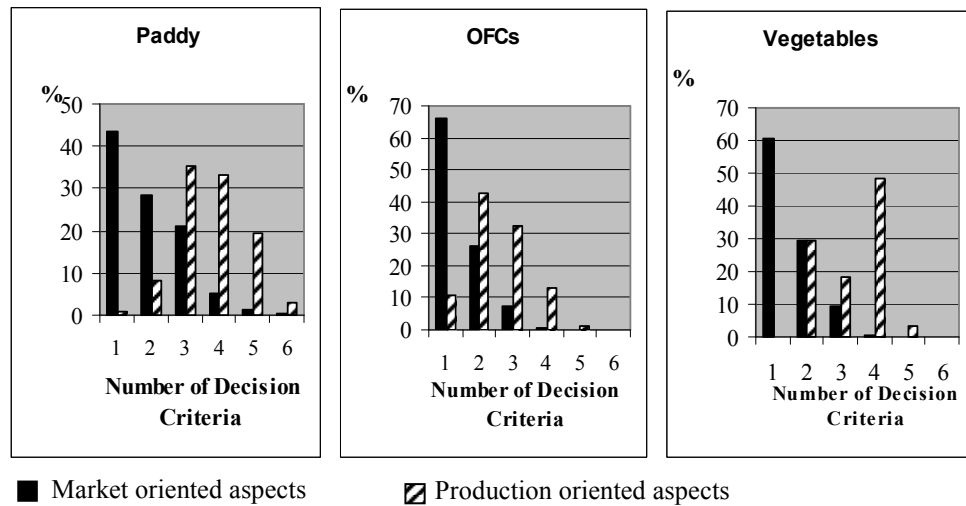 Paddy
%
50
40
30
20
10
0
1 2 3 4 5 6
Number of Decision
Criteria
OFCs
%
70
60
50
40
30
20
10
0
1 2 3 4 5 6
Number of Decision
Criteria
Vegetables
%
70
60
50
40
30
20
10
0
1 2 3 4 5 6
Number of Decision
Criteria
Market oriented aspects
Production oriented aspects